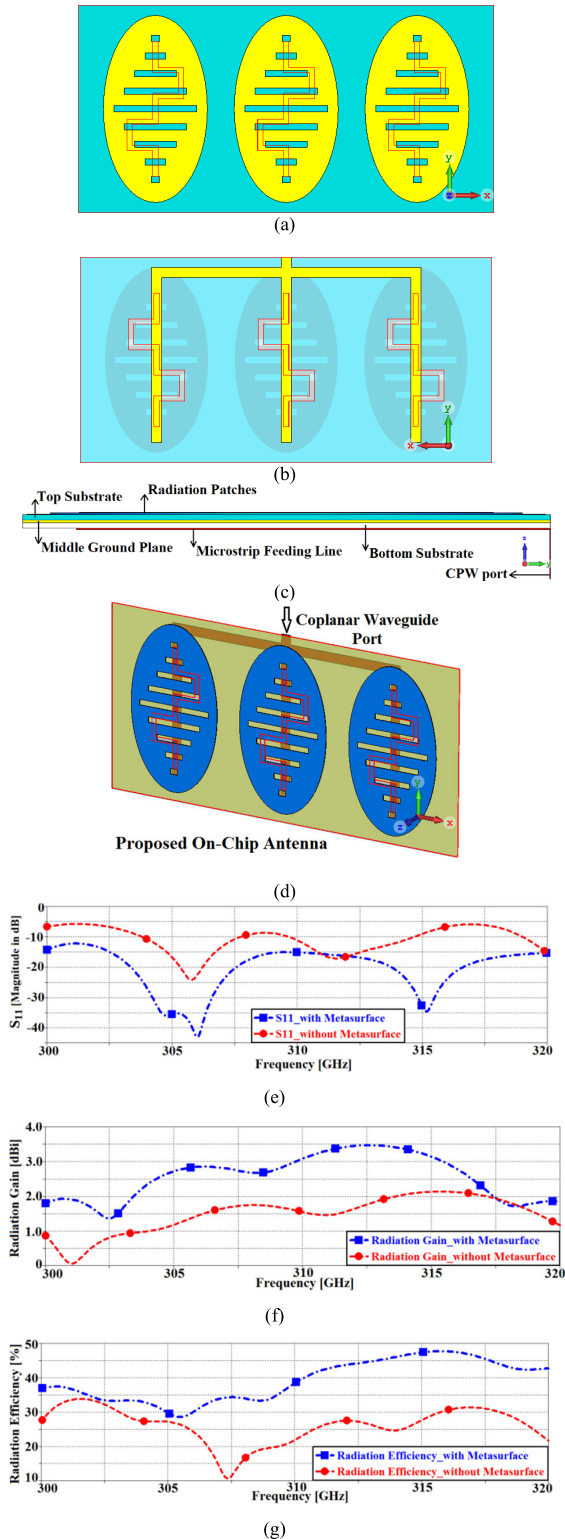 y
z
x
(a)
y
x
(b)
Top Substrate
Radiation Patches
Middle Ground Plane
Microstrip Feeding Line
Bottom Substrate
z
y
CPW port
(c)
Coplanar Waveguide
Port
y
z
x
Proposed On-Chip Antenna
(d)
S11 [Magnitude in dB]
0
-10
-20
-30
-40
S11_with Metasurface
S11_without Metasurface
300
305
310
315
320
Frequency [GHz]
(e)
Radiation Gain [dBi]
4.0
3.0
2.0
1.0
0
Radiation Gain_with Metasurface
Radiation Gain_without Metasurface
300
305
310
315
320
Frequency [GHz]
(f)
Radiation Efficiency [%]
50
40
30
20
10
Radiation Efficiency_with Metasurface
Radiation Efficiency_without Metasurface
300
305
310
315
320
Frequency [GHz]
(g)